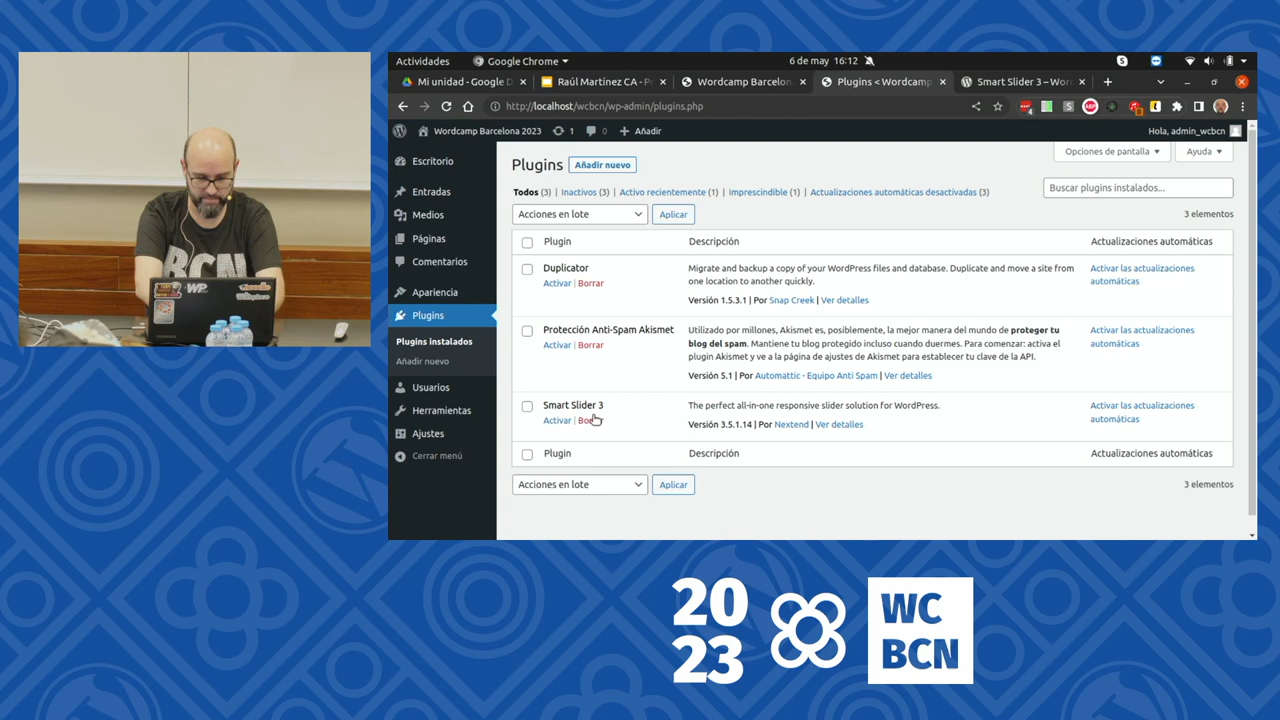 Actividades
Google Chrome
6 de may 16:12
Mi unidad - Google D
Raúl Martínez CA - P
Wordcamp Barcelon
Plugins < Wordcamp
Smart Slider 3 – Wo
http://localhost/wcbcn/wp-admin/plugins.php
Wordcamp Barcelona 2023
1
0
Añadir
Hola, admin_wcbcn
Escritorio
Entradas
Medios
Páginas
Comentarios
Apariencia
Plugins
Plugins instalados
Añadir nuevo
Usuarios
Herramientas
Ajustes
Cerrar menú
Opciones de pantalla
Ayuda
Plugins
Añadir nuevo
Todos (3) | Inactivos (3) | Activo recientemente (1) | Imprescindible (1) | Actualizaciones automáticas desactivadas (3)
Buscar plugins instalados...
Acciones en lote
Aplicar
3 elementos
Plugin
Descripción
Actualizaciones automáticas
Duplicator
Activar | Borrar
Migrate and backup a copy of your WordPress files and database. Duplicate and move a site from
one location to another quickly.
Versión 1.5.3.1 | Por Snap Creek | Ver detalles
Activar las actualizaciones
automáticas
Protección Anti-Spam Akismet
Activar | Borrar
Utilizado por millones, Akismet es, posiblemente, la mejor manera del mundo de proteger tu
blog del spam. Mantiene tu blog protegido incluso cuando duermes. Para comenzar: activa el
plugin Akismet y ve a la página de ajustes de Akismet para establecer tu clave de la API.
Versión 5.1 | Por Automattic - Equipo Anti Spam | Ver detalles
Activar las actualizaciones
automáticas
Smart Slider 3
Activar | Borrar
The perfect all-in-one responsive slider solution for WordPress.
Versión 3.5.1.14 | Por Nextend | Ver detalles
Activar las actualizaciones
automáticas
Plugin
Descripción
Actualizaciones automáticas
Acciones en lote
Aplicar
3 elementos
BCN
WP
20
23
WC
BCN